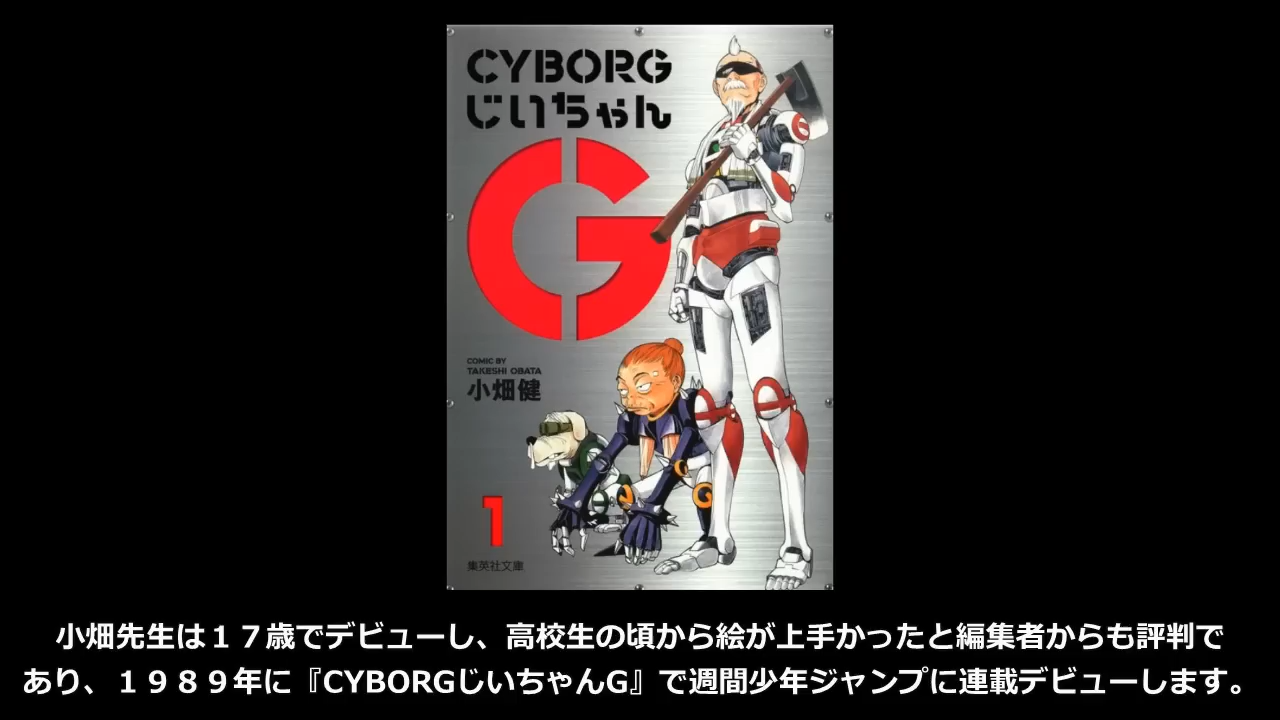 CYBORG
じいちゃん
G
COMIC BY
TAKESHI OBATA
小畑健
1
集英社文庫
小畑先生は１７歳でデビューし、高校生の頃から絵が上手かったと編集者からも評判で
あり、１９８９年に『CYBORGじいちゃんG』で週間少年ジャンプに連載デビューします。